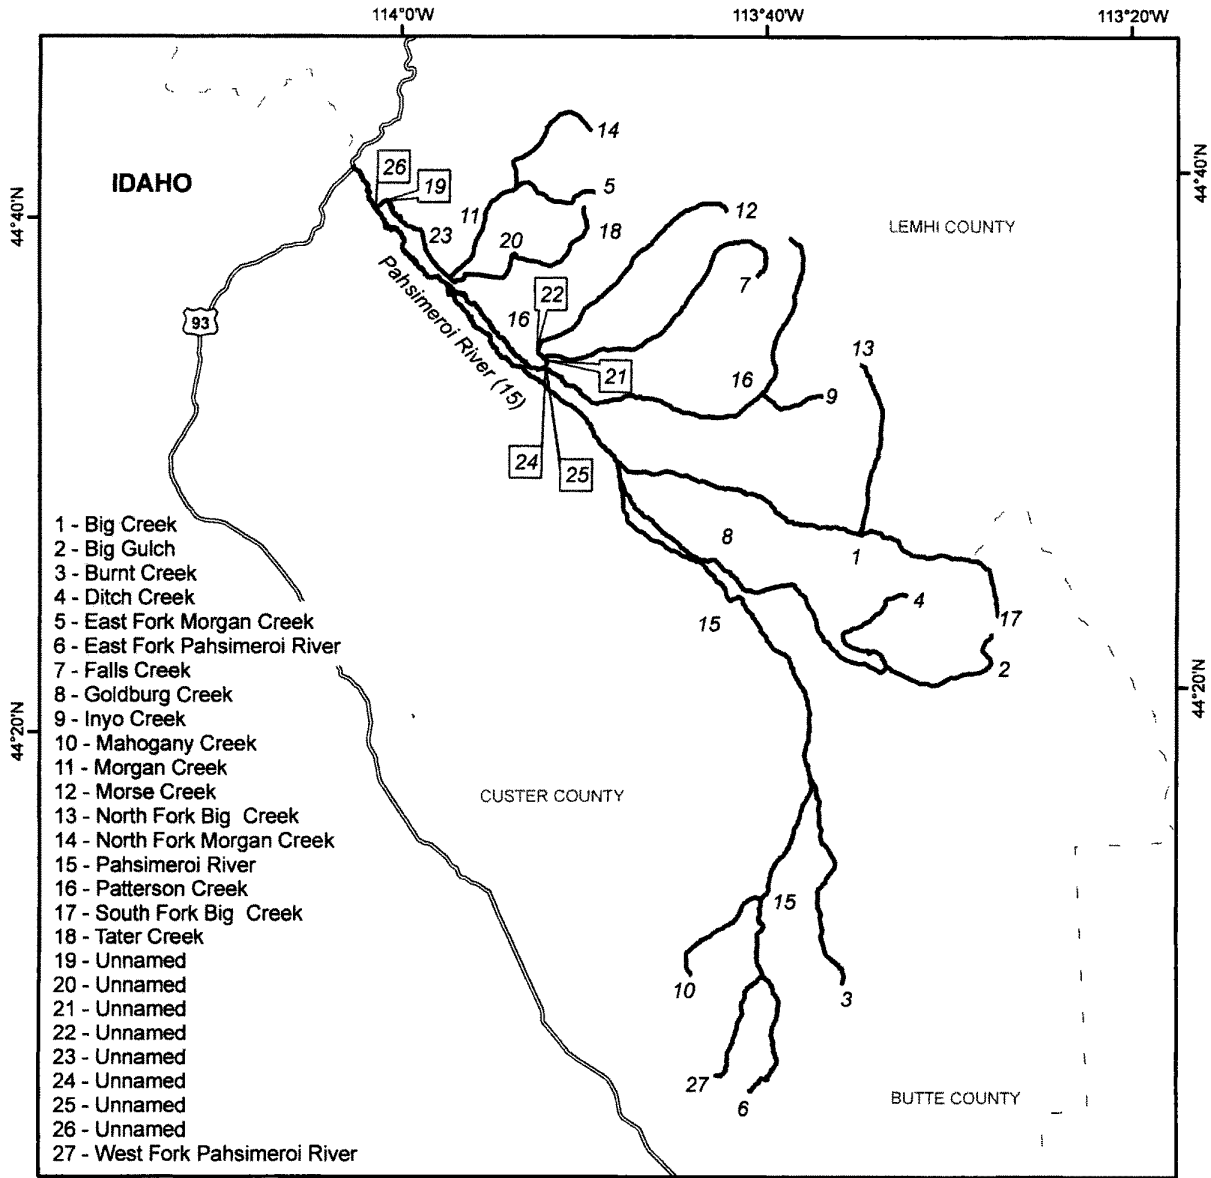 114°0'W
113°40'W
113°20'W
14
44°40'N
26
IDAHO
19
5
44°40'N
11
12
18
LEMHI COUNTY
23
20
7
22
16
93
Pahsimeroi River (15)
13
21
16
9
24
25
1 - Big Creek
8
2 - Big Gulch
1
3 - Burnt Creek
4 - Ditch Creek
4
5 - East Fork Morgan Creek
15
17
6 - East Fork Pahsimeroi River
7 - Falls Creek
2
8 - Goldburg Creek
44°20'N
9 - Inyo Creek
44°20'N
10 - Mahogany Creek
11 - Morgan Creek
12 - Morse Creek
CUSTER COUNTY
13 - North Fork Big Creek
14 - North Fork Morgan Creek
15 - Pahsimeroi River
16 - Patterson Creek
15
17 - South Fork Big Creek
18 - Tater Creek
19 - Unnamed
20 - Unnamed
10
3
21 - Unnamed
22 - Unnamed
23 - Unnamed
24 - Unnamed
27
25 - Unnamed
6
BUTTE COUNTY
26 - Unnamed
27 - West Fork Pahsimeroi River